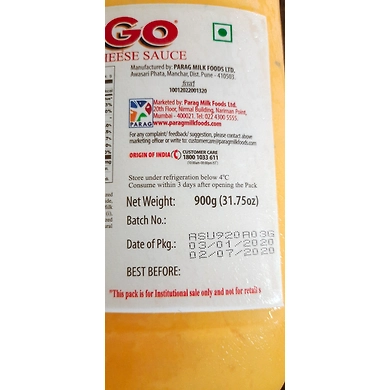 GO
HEESE SAUCE
Manufactured by: PARAG MILK FOODS LTD.
Awasari Phata, Manchar, Dist. Pune - 410503.
fssai
10012022001320
Marketed by: Parag Milk Foods Ltd.
20th Floor, Nirmal Building, Nariman Point,
Mumbai - 400021, Tel: 022 4300 5555.
www.paragmilkfoods.com
PARAG
For any complaint/ feedback/ suggestion, please contact above
marketing officer or write to: customercare@paragmilkfoods.com
ORIGIN OF INDIA
CUSTOMER CARE
1800 1033 611
Store under refrigeration below 4°C
Consume within 3 days after opening the Pack
Net Weight: 900g (31.75oz)
Batch No.:
ASU920A03G
Date of Pkg.: 03/01/2020
02/07/2020
BEST BEFORE:
*This pack is for Institutional sale only and not for retail s